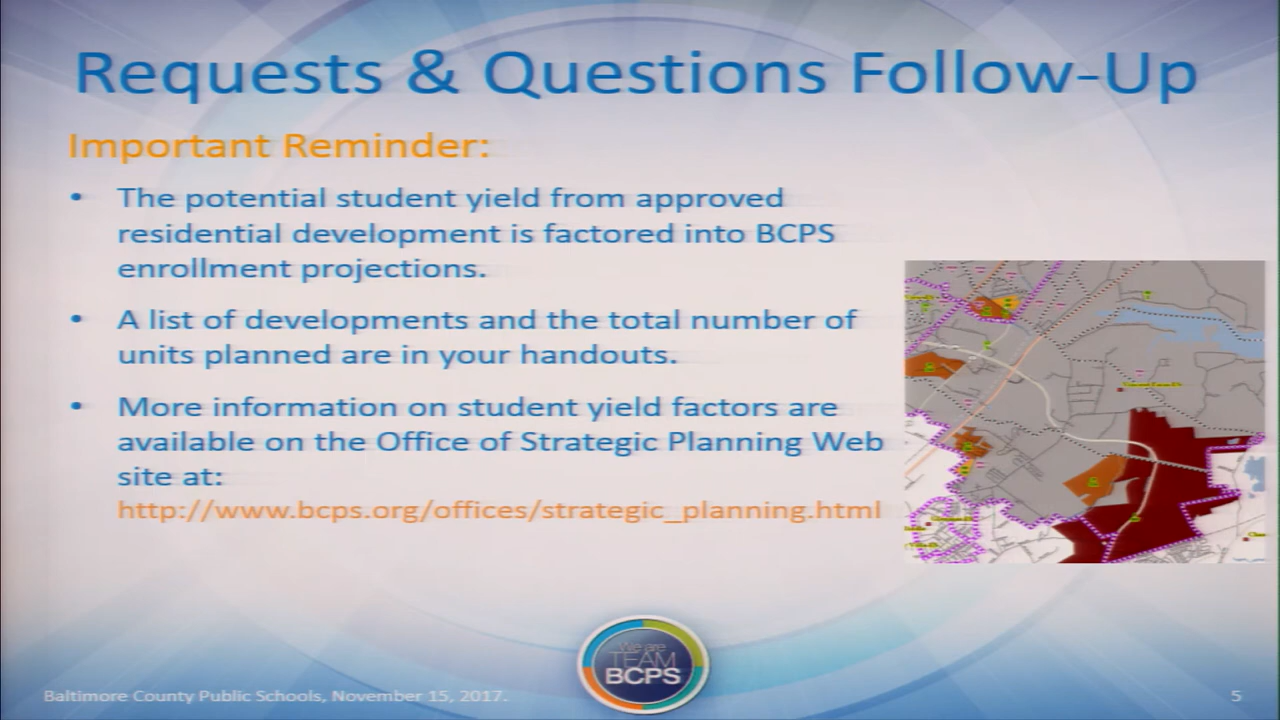 Requests & Questions Follow-Up
Important Reminder:
• The potential student yield from approved
residential development is factored into BCPS
enrollment projections.
• A list of developments and the total number of
units planned are in your handouts.
• More information on student yield factors are
available on the Office of Strategic Planning Web
site at:
http://www.bcps.org/offices/strategic_planning.html
We are
TEAM
BCPS
Baltimore County Public Schools, November 15, 2017.
5